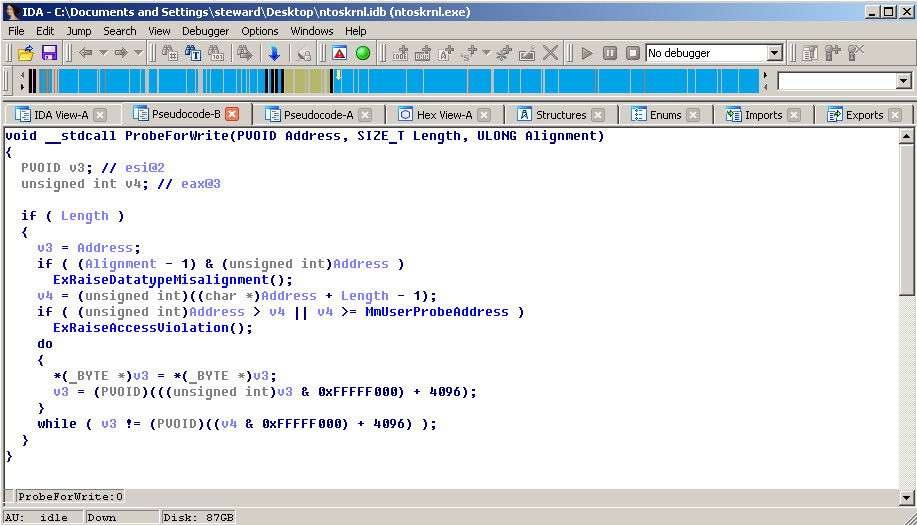 IDA - C:\Documents and Settings\steward\Desktop\ntoskrnl.idb (ntoskrnl.exe)
File Edit Jump Search View Debugger Options Windows Help
No debugger
IDA View-A Pseudocode-B Pseudocode-A Hex View-A Structures Enums Imports Exports
void __stdcall ProbeForWrite(PVOID Address, SIZE_T Length, ULONG Alignment)
{
PVOID v3; // esi@2
unsigned int v4; // eax@3
if ( Length )
{
v3 = Address;
if ( (Alignment - 1) & (unsigned int)Address )
ExRaiseDatatypeMisalignment();
v4 = (unsigned int)((char *)Address + Length - 1);
if ( (unsigned int)Address > v4 || v4 >= MmUserProbeAddress )
ExRaiseAccessViolation();
do
{
*(_BYTE *)v3 = *(_BYTE *)v3;
v3 = (PVOID)(((unsigned int)v3 & 0xFFFFF000) + 4096);
}
while ( v3 != (PVOID)((v4 & 0xFFFFF000) + 4096) );
}
}
ProbeForWrite:0
AU: idle Down Disk: 87GB